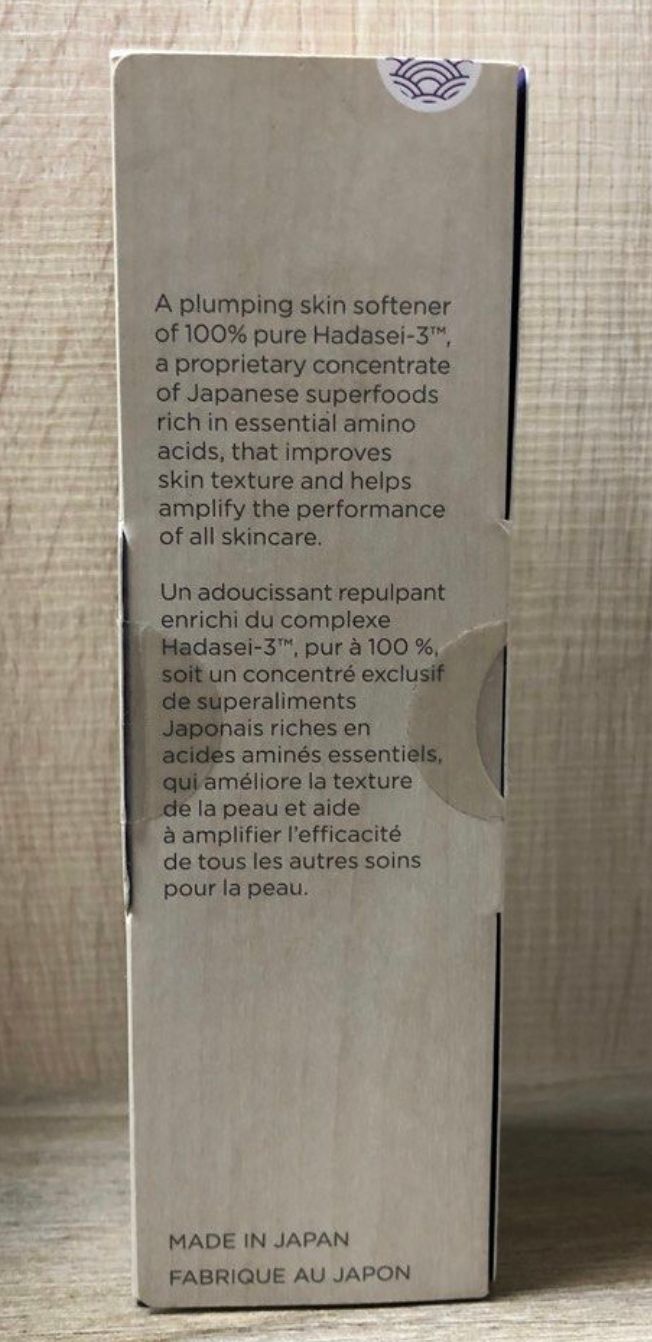 A plumping skin softener
of 100% pure Hadasei-3™,
a proprietary concentrate
of Japanese superfoods
rich in essential amino
acids, that improves
skin texture and helps
amplify the performance
of all skincare.
Un adoucissant repulpant
enrichi du complexe
Hadasei-3™, pur à 100 %,
soit un concentré exclusif
de superaliments
Japonais riches en
acides aminés essentiels,
qui améliore la texture
de la peau et aide
à amplifier l'efficacité
de tous les autres soins
pour la peau.
MADE IN JAPAN
FABRIQUE AU JAPON